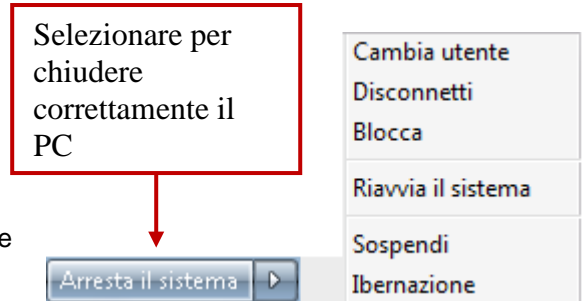 Selezionare per
chiudere
correttamente il
PC
e
Arresta il sistema
Cambia utente
Disconnetti
Blocca
Riavvia il sistema
Sospendi
Ibernazione